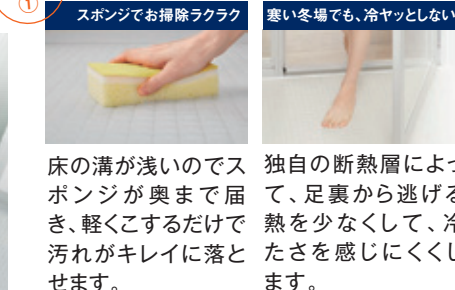 ①
スポンジでお掃除ラクラク
床の溝が浅いのでス
ポンジが奥まで届
き、軽くこするだけで
汚れがキレイに落と
せます。
寒い冬場でも、冷ヤッとしない
独自の断熱層によっ
て、足裏から逃げる
熱を少なくして、冷
たさを感じにくくし
ます。